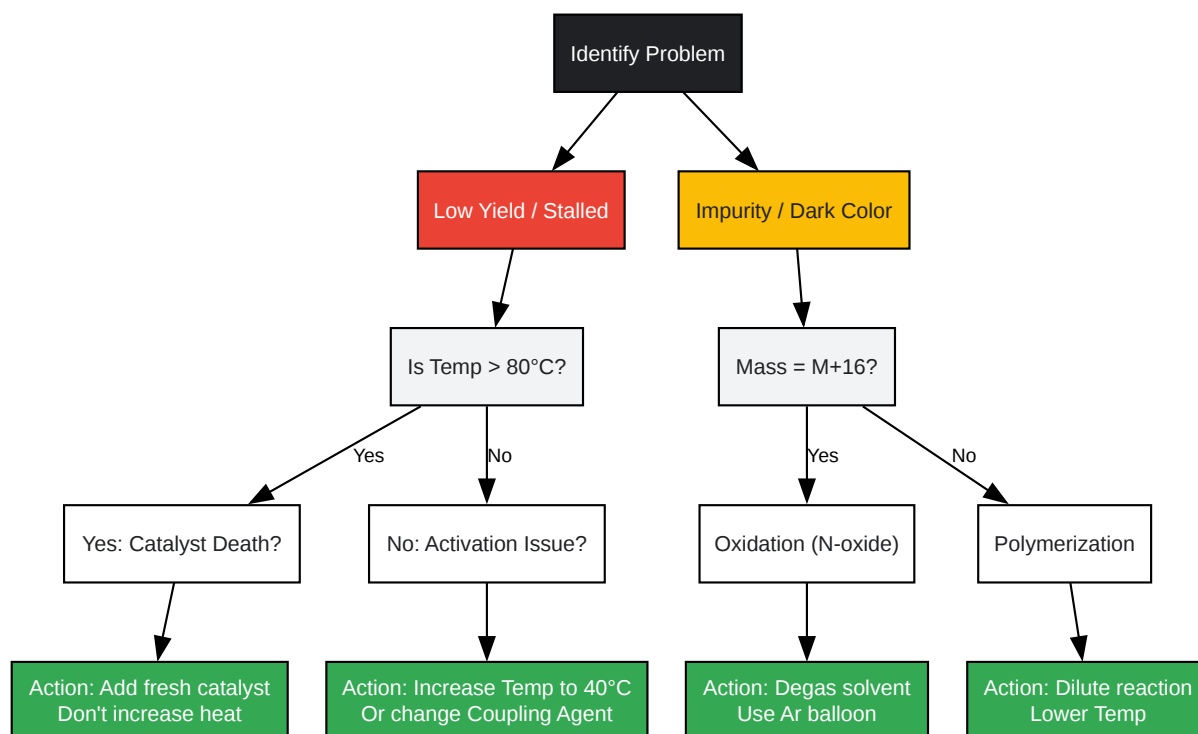 Identify Problem
Low Yield / Stalled
Impurity / Dark Color
Is Temp > 80°C?
Mass = M+16?
Yes
No
Yes
No
Yes: Catalyst Death?
No: Activation Issue?
Oxidation (N-oxide)
Polymerization
Action: Add fresh catalyst
Don't increase heat
Action: Increase Temp to 40°C
Or change Coupling Agent
Action: Degas solvent
Use Ar balloon
Action: Dilute reaction
Lower Temp